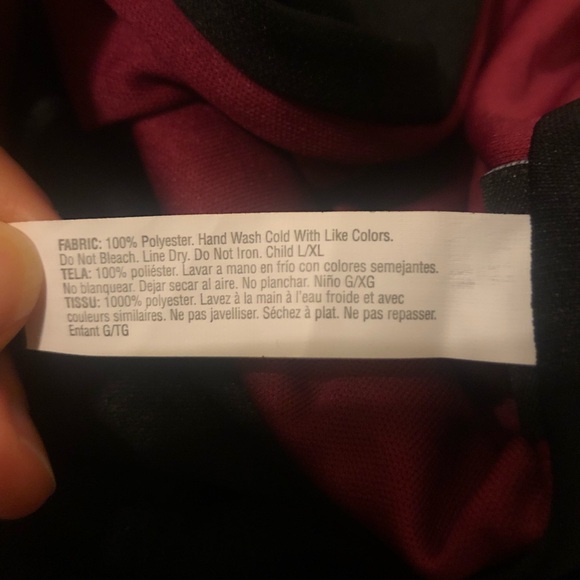 FABRIC: 100% Polyester. Hand Wash Cold With Like Colors.
Do Not Bleach. Line Dry. Do Not Iron. Child L/XL
TELA: 100% poliéster. Lavar a mano en frío con colores semejantes.
No blanquear. Dejar secar al aire. No planchar. Niño G/XG
TISSU: 1000% polyester. Lavez à la main à l'eau froide et avec
couleurs similaires. Ne pas javelliser. Séchez à plat. Ne pas repasser.
Enfant G/TG